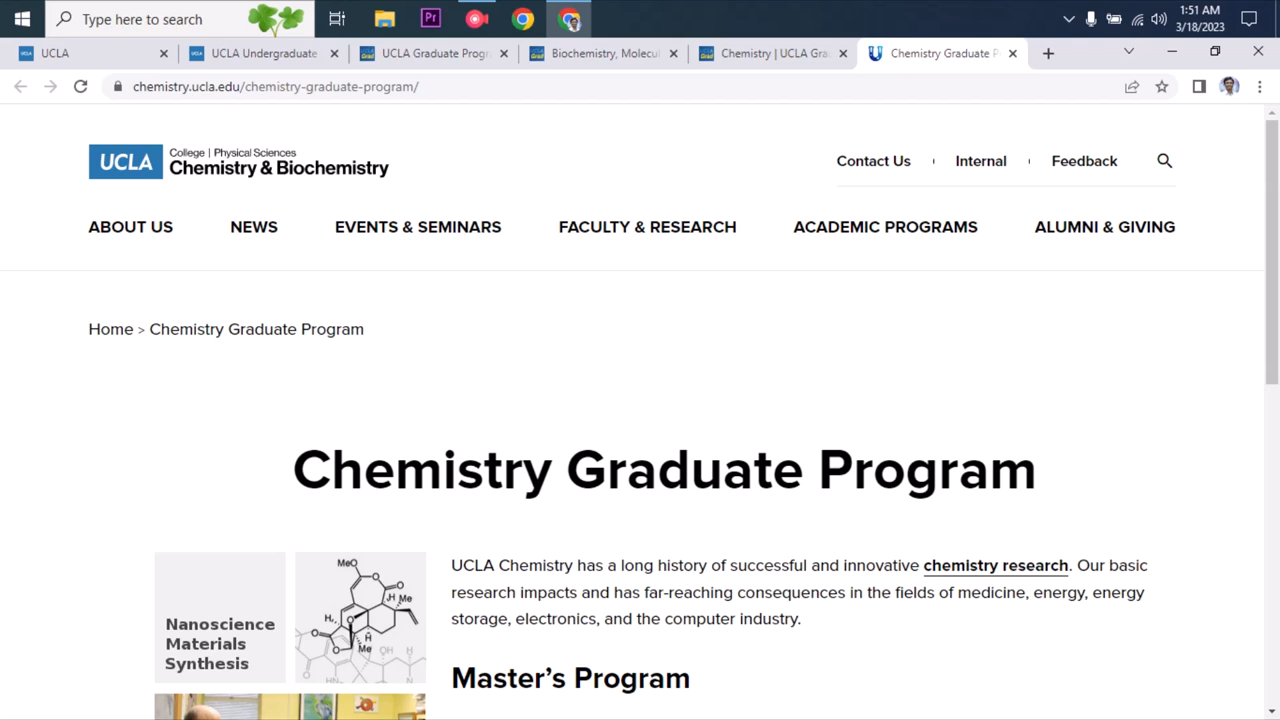 Type here to search
Pr
1:51 AM
3/18/2023
UCLA
UCLA Undergraduate
UCLA Graduate Progr
Biochemistry, Molecul
Chemistry | UCLA Gra
Chemistry Graduate P
chemistry.ucla.edu/chemistry-graduate-program/
UCLA
College | Physical Sciences
Chemistry & Biochemistry
Contact Us
Internal
Feedback
ABOUT US
NEWS
EVENTS & SEMINARS
FACULTY & RESEARCH
ACADEMIC PROGRAMS
ALUMNI & GIVING
Home > Chemistry Graduate Program
Chemistry Graduate Program
Nanoscience
Materials
Synthesis
MeO
O
O
H
Me
H
O
O
H
O
Me
OH
H
UCLA Chemistry has a long history of successful and innovative chemistry research. Our basic
research impacts and has far-reaching consequences in the fields of medicine, energy, energy
storage, electronics, and the computer industry.
Master's Program